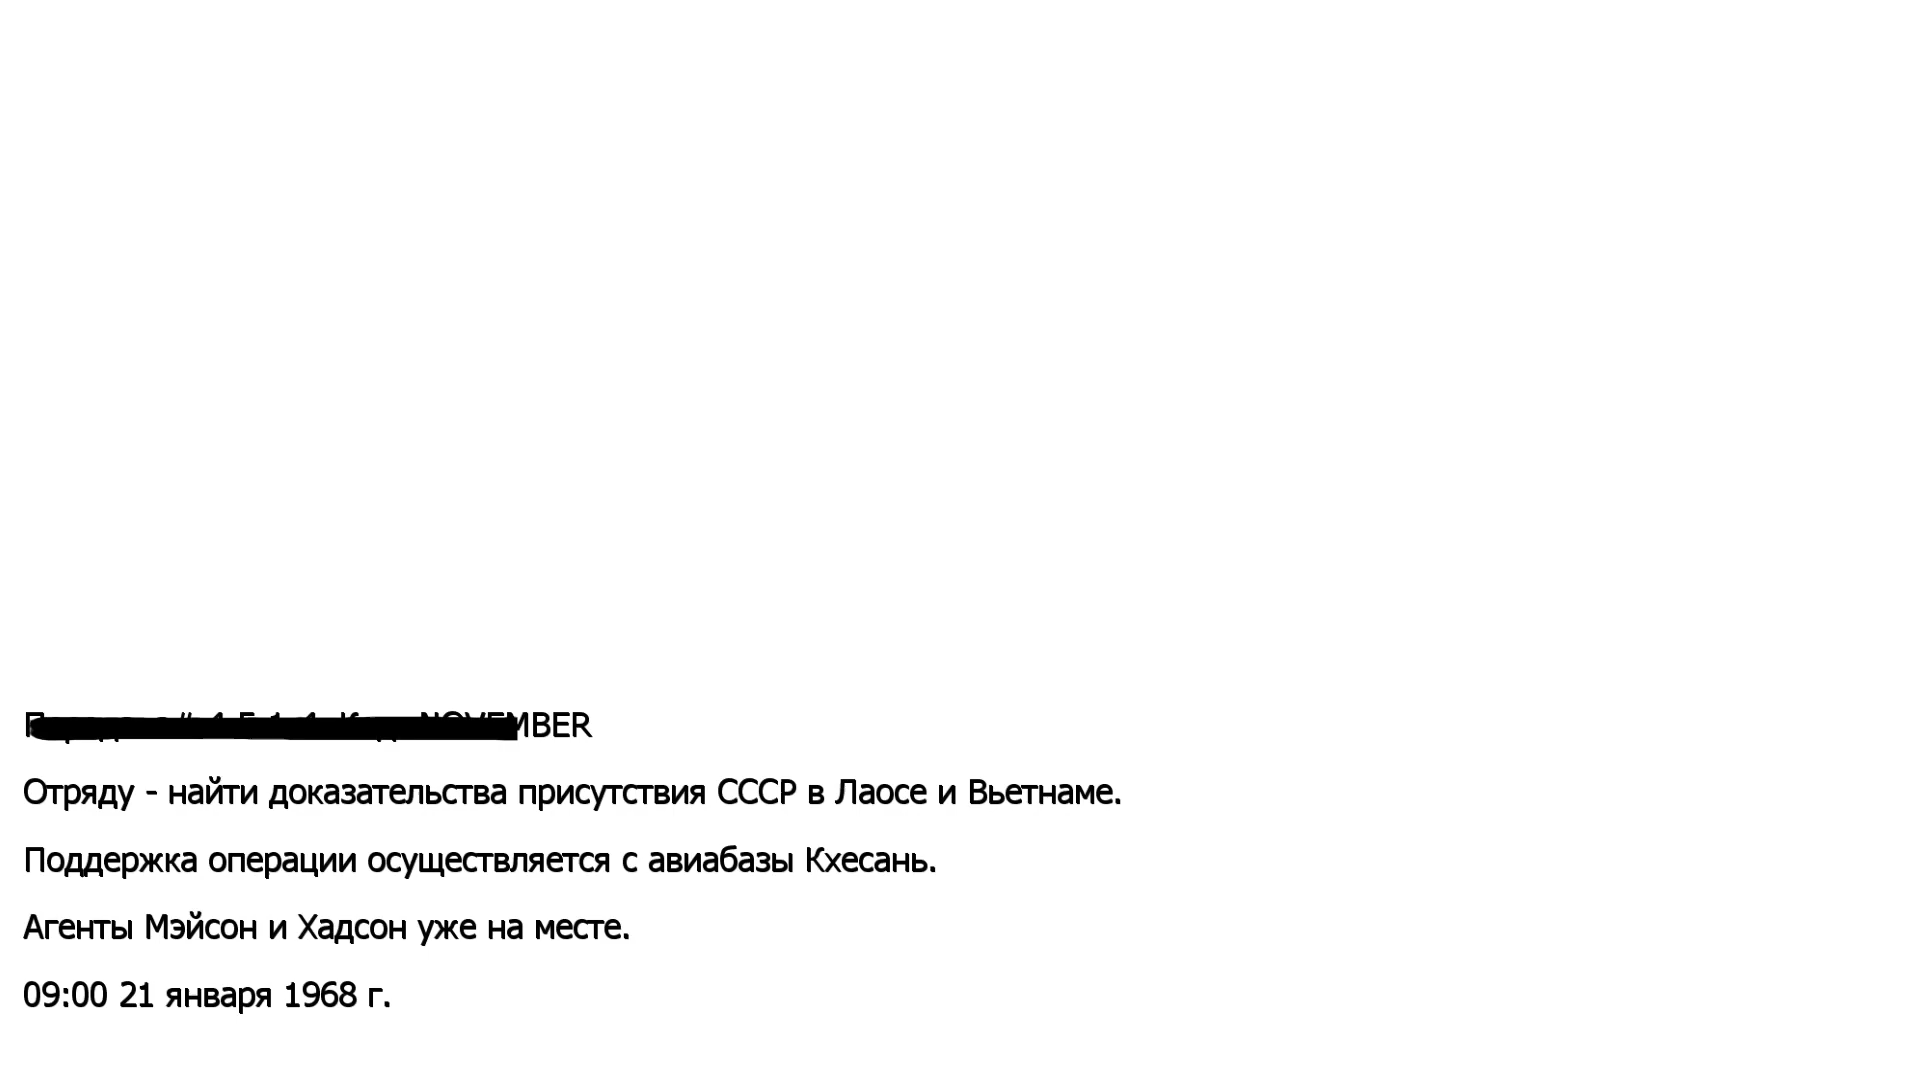 NOVEMBER
Отряду - найти доказательства присутствия СССР в Лаосе и Вьетнаме.
Поддержка операции осуществляется с авиабазы Кхесань.
Агенты Мэйсон и Хадсон уже на месте.
09:00 21 января 1968 г.